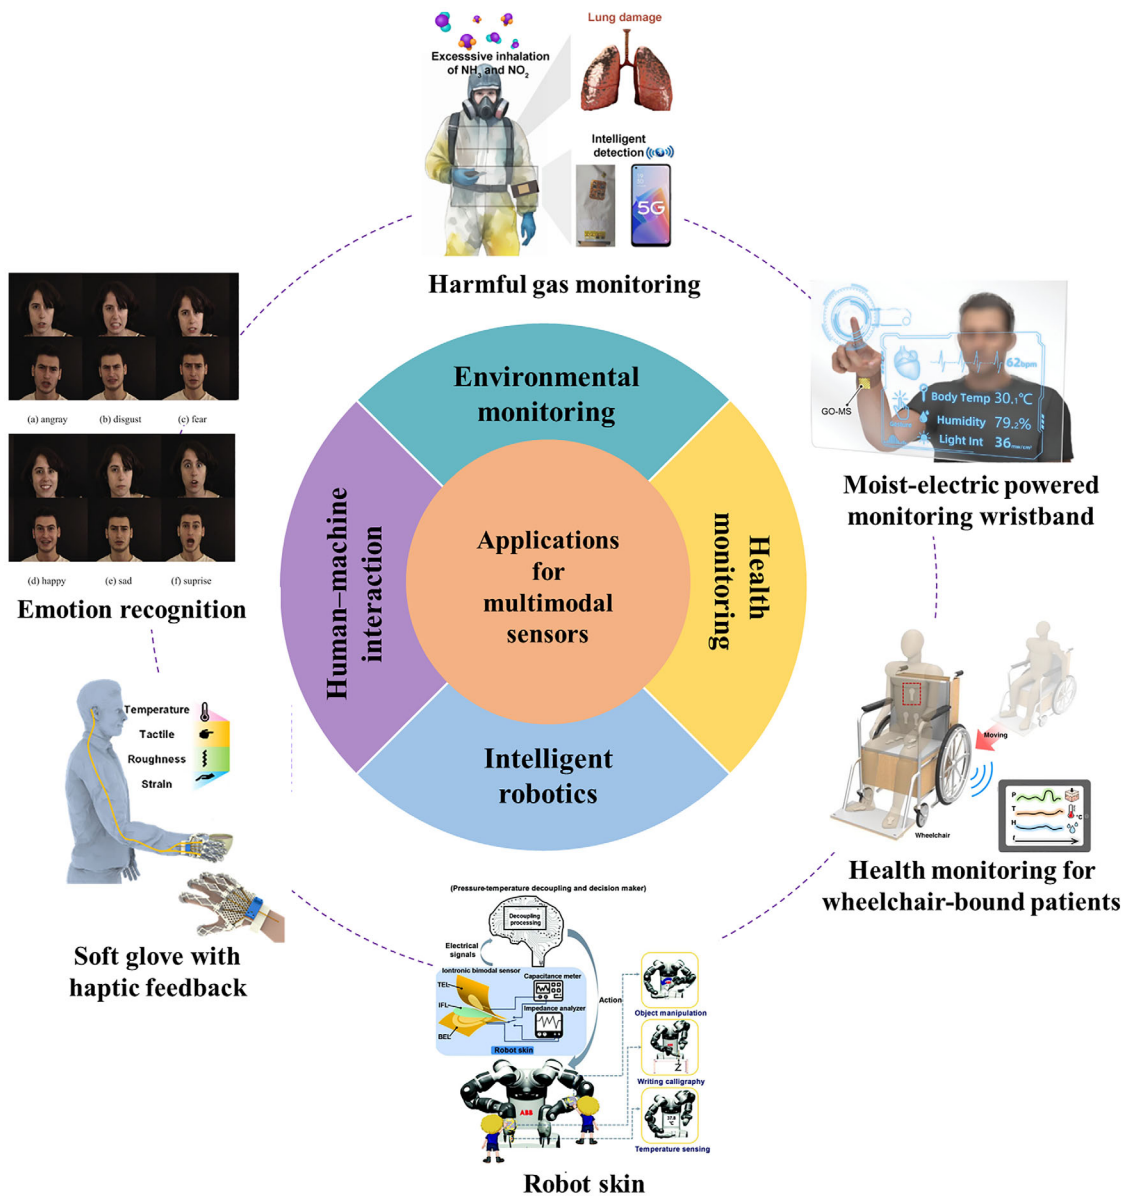 Excesssive inhalation
of NH3 and NO2
Lung damage
Intelligent
detection
5G
Harmful gas monitoring
(a) angray
(b) disgust
(c) fear
(d) happy
(e) sad
(f) suprise
Emotion recognition
62bpm
Body Temp 30.1℃
Humidity 79.2%
Light Int 36
GO-MS
Moist-electric powered
monitoring wristband
Environmental
monitoring
Human–machine
interaction
Applications
for
multimodal
sensors
Health
monitoring
Intelligent
robotics
Temperature
Tactile
Roughness
Strain
Soft glove with
haptic feedback
Moving
Wheelchair
P
T
H
t
°C
Health monitoring for
wheelchair-bound patients
(Pressure-temperature decoupling and decision maker)
Decoupling
processing
Electrical
signals
Iontronic bimodal sensor
TEL
IFL
BEL
Capacitance meter
Impedance analyzer
Robot skin
Action
ABB
Object manipulation
Z
Writing calligraphy
37.8
℃
Temperature sensing
Robot skin